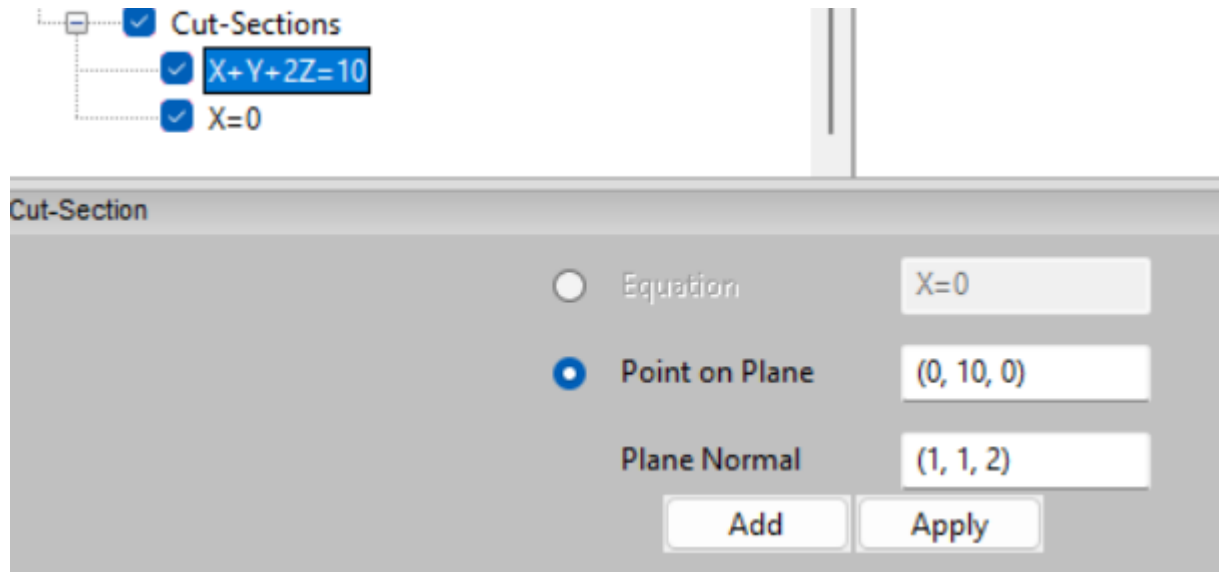 Cut-Sections
X+Y+2Z=10
X=0
Cut-Section
Equation X=0
Point on Plane (0, 10, 0)
Plane Normal (1, 1, 2)
Add Apply